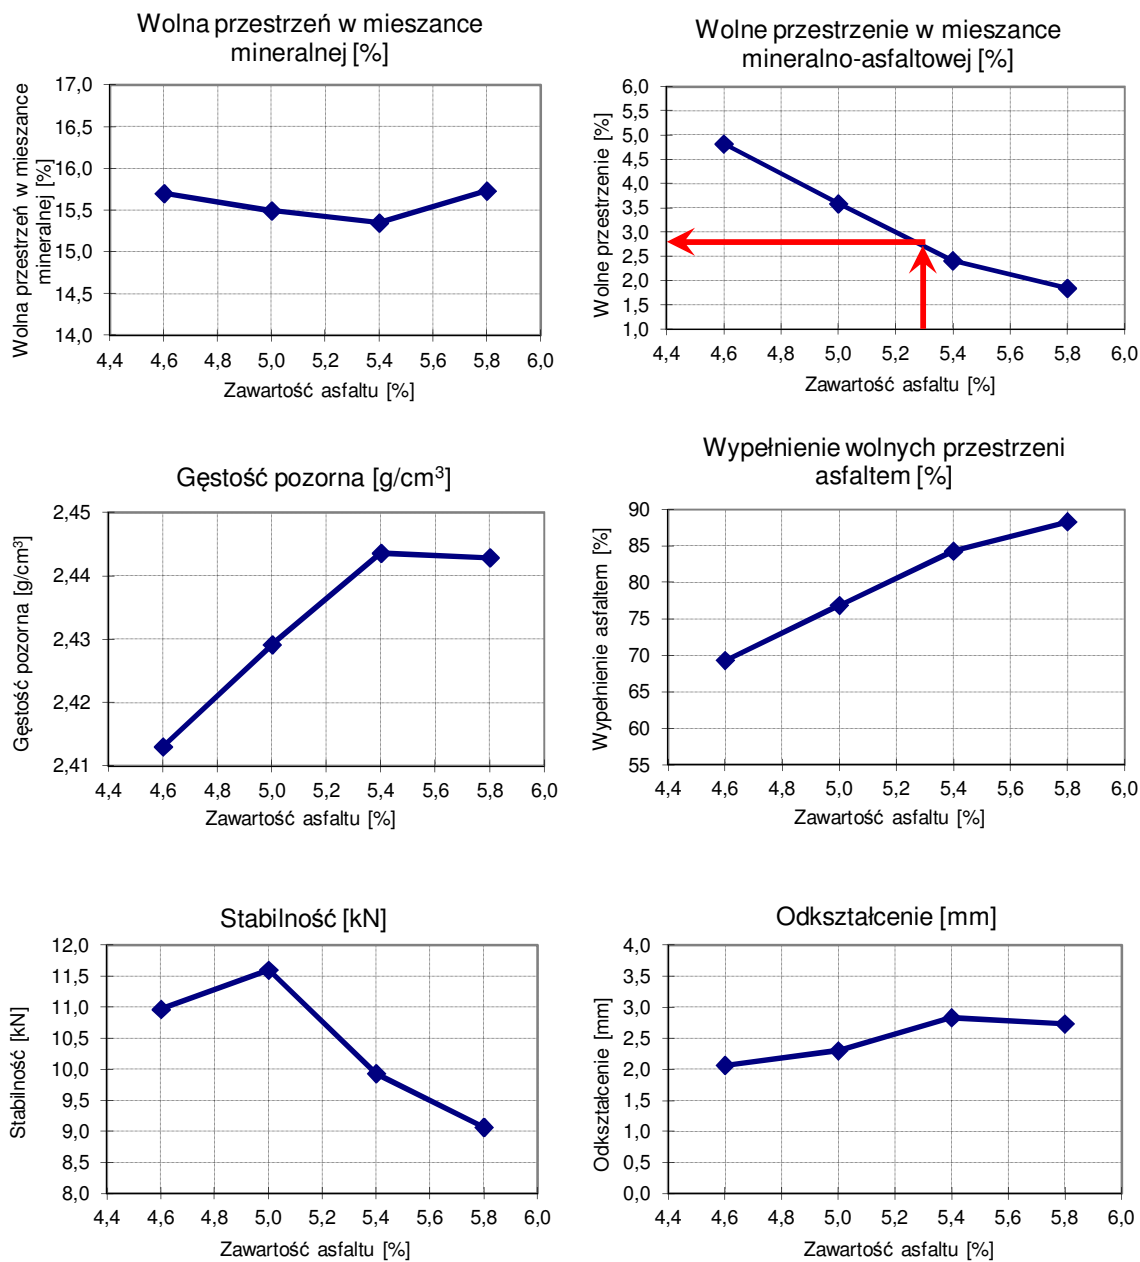 Wolna przestrzeń w mieszance
mineralnej [%]
Wolna przestrzeń w mieszance
mineralnej [%]
17,0
16,5
16,0
15,5
15,0
14,5
14,0
4,4 4,6 4,8 5,0 5,2 5,4 5,6 5,8 6,0
Zawartość asfaltu [%]
Wolne przestrzenie w mieszance
mineralno-asfaltowej [%]
Wolne przestrzenie [%]
6,0
5,5
5,0
4,5
4,0
3,5
3,0
2,5
2,0
1,5
1,0
4,4 4,6 4,8 5,0 5,2 5,4 5,6 5,8 6,0
Zawartość asfaltu [%]
Gęstość pozorna [g/cm³]
Gęstość pozorna [g/cm³]
2,45
2,44
2,43
2,42
2,41
4,4 4,6 4,8 5,0 5,2 5,4 5,6 5,8 6,0
Zawartość asfaltu [%]
Wypełnienie wolnych przestrzeni
asfaltem [%]
Wypełnienie asfaltem [%]
90
85
80
75
70
65
60
55
4,4 4,6 4,8 5,0 5,2 5,4 5,6 5,8 6,0
Zawartość asfaltu [%]
Stabilność [kN]
Stabilność [kN]
12,0
11,5
11,0
10,5
10,0
9,5
9,0
8,5
8,0
4,4 4,6 4,8 5,0 5,2 5,4 5,6 5,8 6,0
Zawartość asfaltu [%]
Odkształcenie [mm]
Odkształcenie [mm]
4,0
3,5
3,0
2,5
2,0
1,5
1,0
0,5
0,0
4,4 4,6 4,8 5,0 5,2 5,4 5,6 5,8 6,0
Zawartość asfaltu [%]